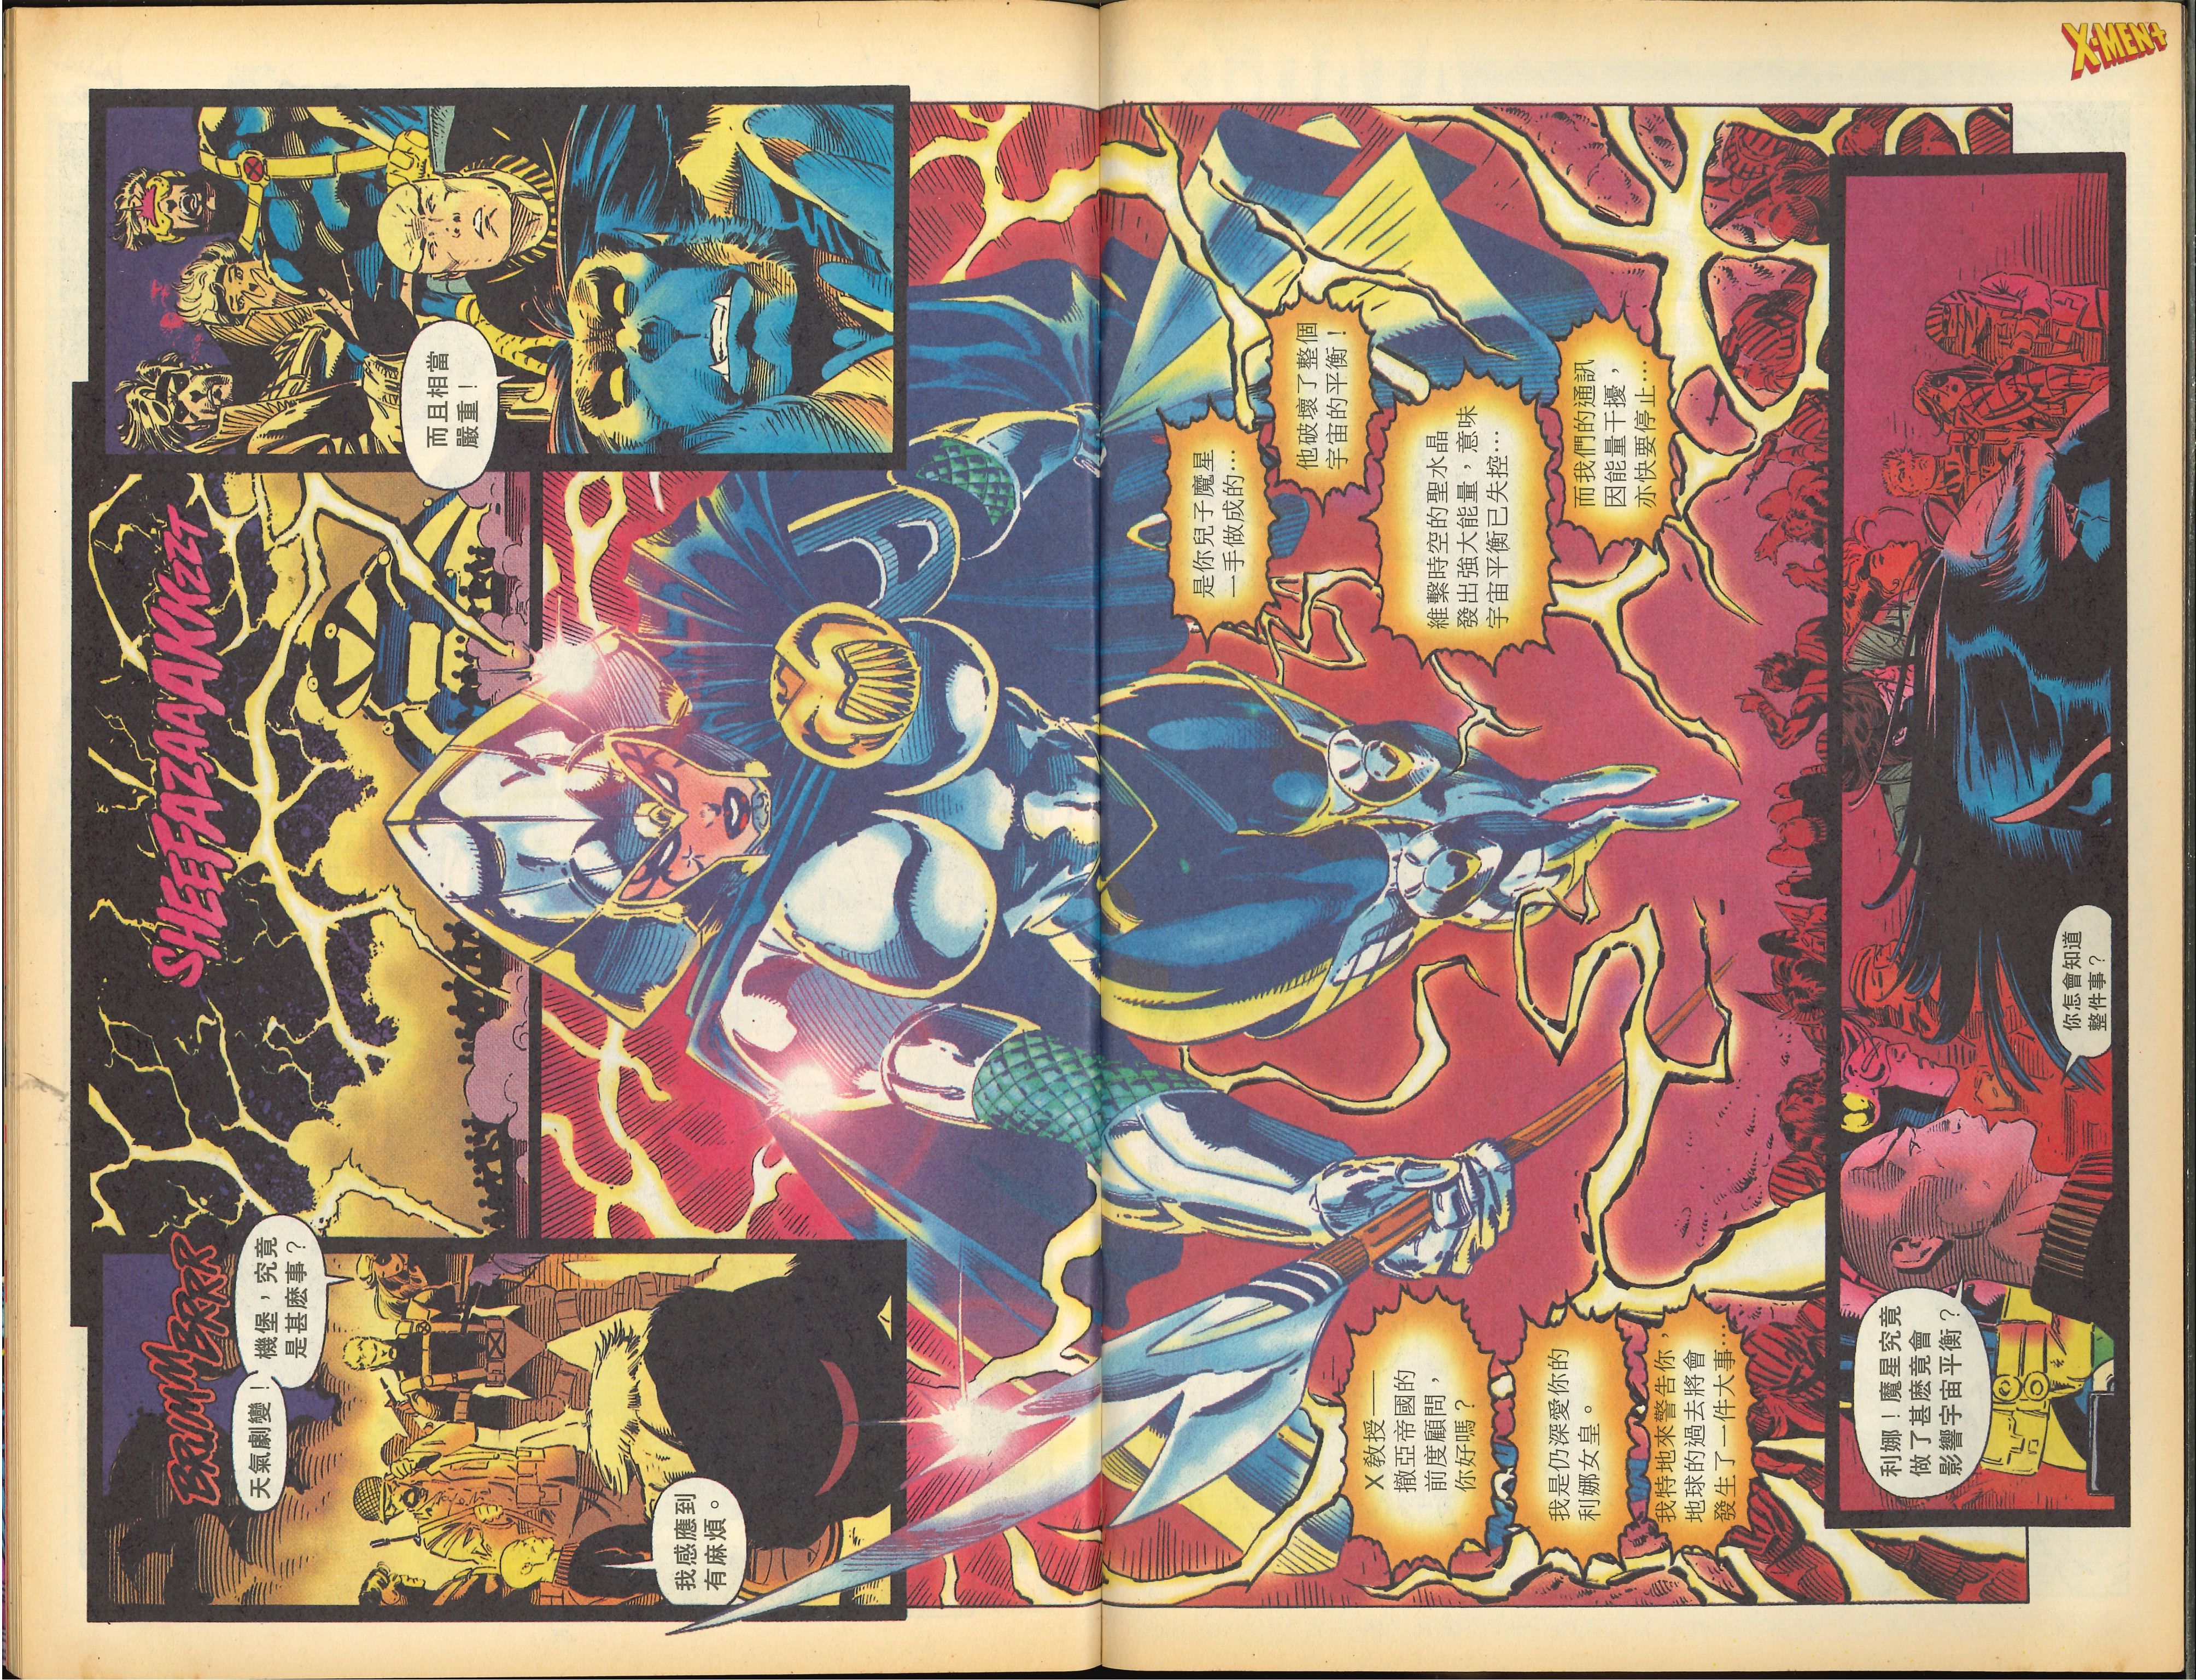 X-MEN+
BRIMMBRRR
天氣劇變！
機堡，究竟
是甚麽事？
我感應到
有麻煩。
SHEEFAZAAAAKKZZT
而且相當
嚴重！
X教授——
撤亞帝國的
前度顧問，
你好嗎？
我是仍深愛你的
利娜女皇。
我特地來警告你，
地球的過去將會
發生了一件大事…
是你兒子魔星
一手做成的…
他破壞了整個
宇宙的平衡！
維繫時空的聖水晶
發出強大能量，意味
宇宙平衡已失控…
而我們的通訊
因能量干擾，
亦快要停止…
利娜！魔星究竟
做了甚麽竟會
影響宇宙平衡？
你怎會知道
整件事？